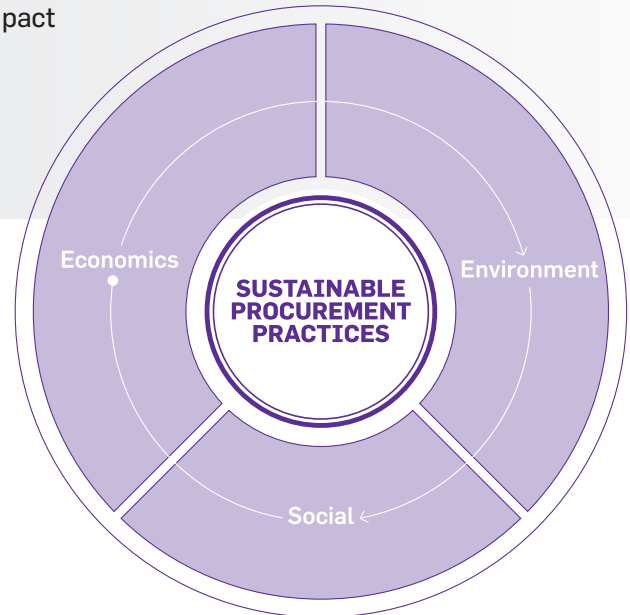 pact
Economics
Environment
SUSTAINABLE
PROCUREMENT
PRACTICES
Social